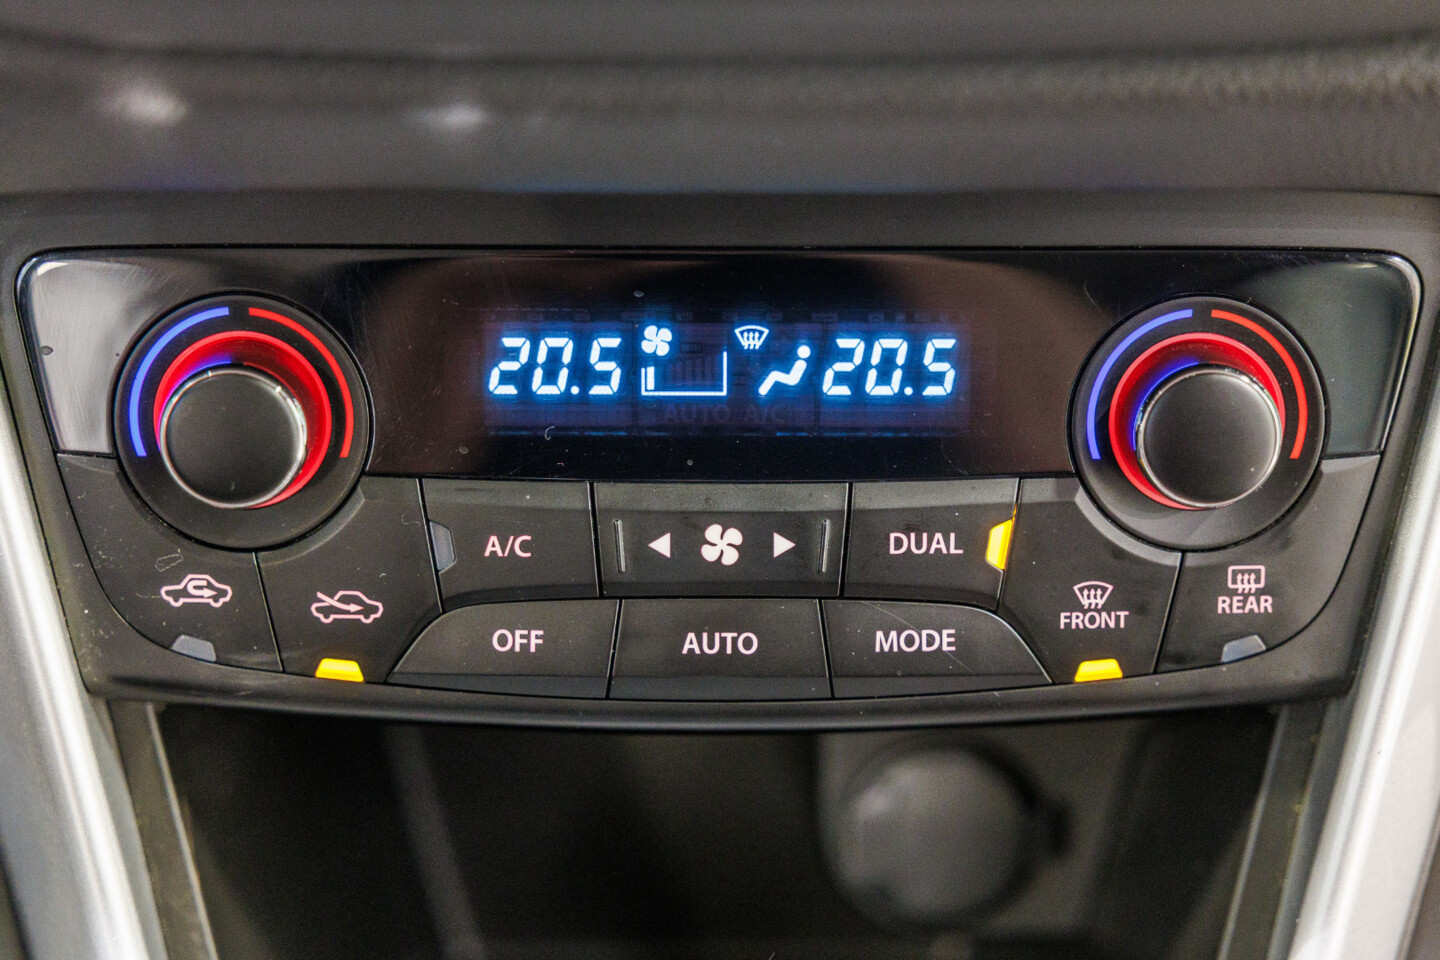 20.5 20.5
AUTO A/C
A/C DUAL
OFF AUTO MODE FRONT REAR